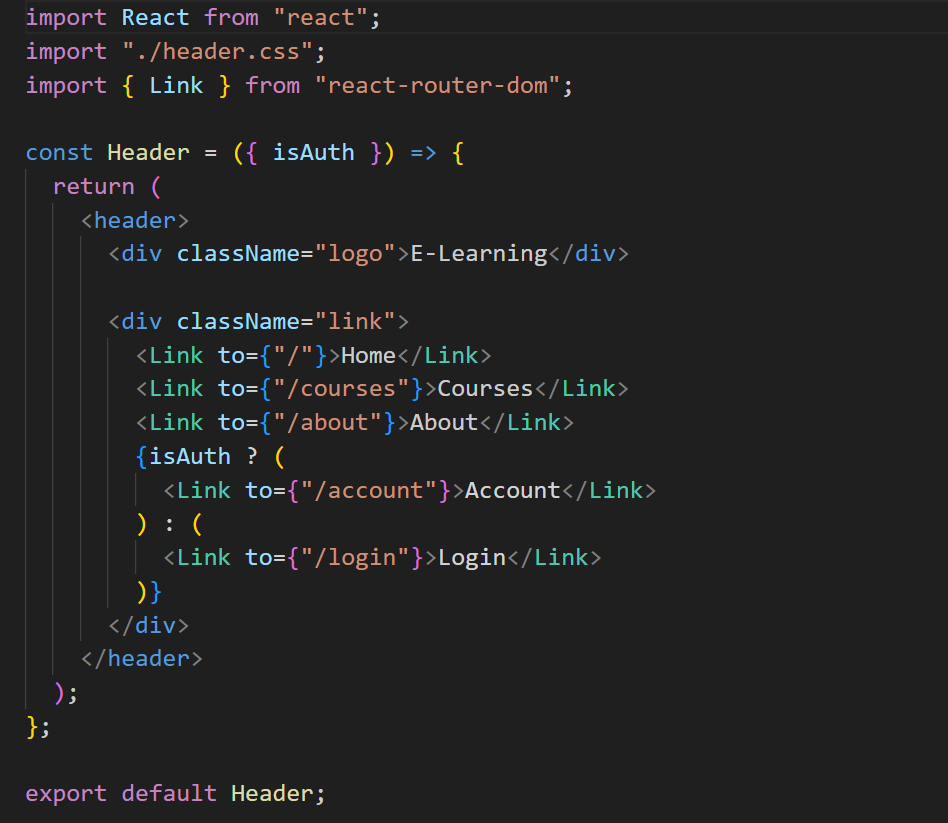 import React from "react";
import "./header.css";
import { Link } from "react-router-dom";

const Header = ({ isAuth }) => {
  return (
    <header>
      <div className="logo">E-Learning</div>

      <div className="link">
        <Link to={"/"}>Home</Link>
        <Link to={"/courses"}>Courses</Link>
        <Link to={"/about"}>About</Link>
        {isAuth ? (
          <Link to={"/account"}>Account</Link>
        ) : (
          <Link to={"/login"}>Login</Link>
        )}
      </div>
    </header>
  );
};

export default Header;